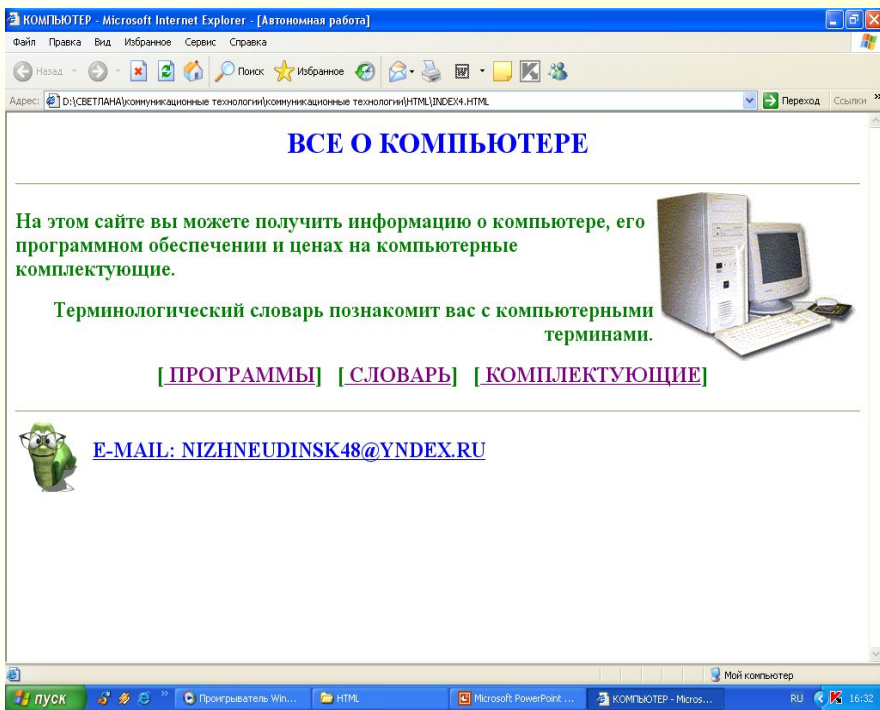 КОМПЬЮТЕР - Microsoft Internet Explorer - [Автономная работа]
Файл Правка Вид Избранное Сервис Справка
Назад Поиск Избранное
Адрес: D:\СВЕТЛАНА\коммуникационные технологии\коммуникационные технологии\HTML\INDEX4.HTML Переход Ссылки »
ВСЕ О КОМПЬЮТЕРЕ
На этом сайте вы можете получить информацию о компьютере, его
программном обеспечении и ценах на компьютерные
комплектующие.
Терминологический словарь познакомит вас с компьютерными
терминами.
[ ПРОГРАММЫ] [ СЛОВАРЬ] [ КОМПЛЕКТУЮЩИЕ]
E-MAIL: NIZHNEUDINSK48@YNDEX.RU
Мой компьютер
пуск » Проигрыватель Win... HTML Microsoft PowerPoint ... КОМПЬЮТЕР - Micros... RU 16:32